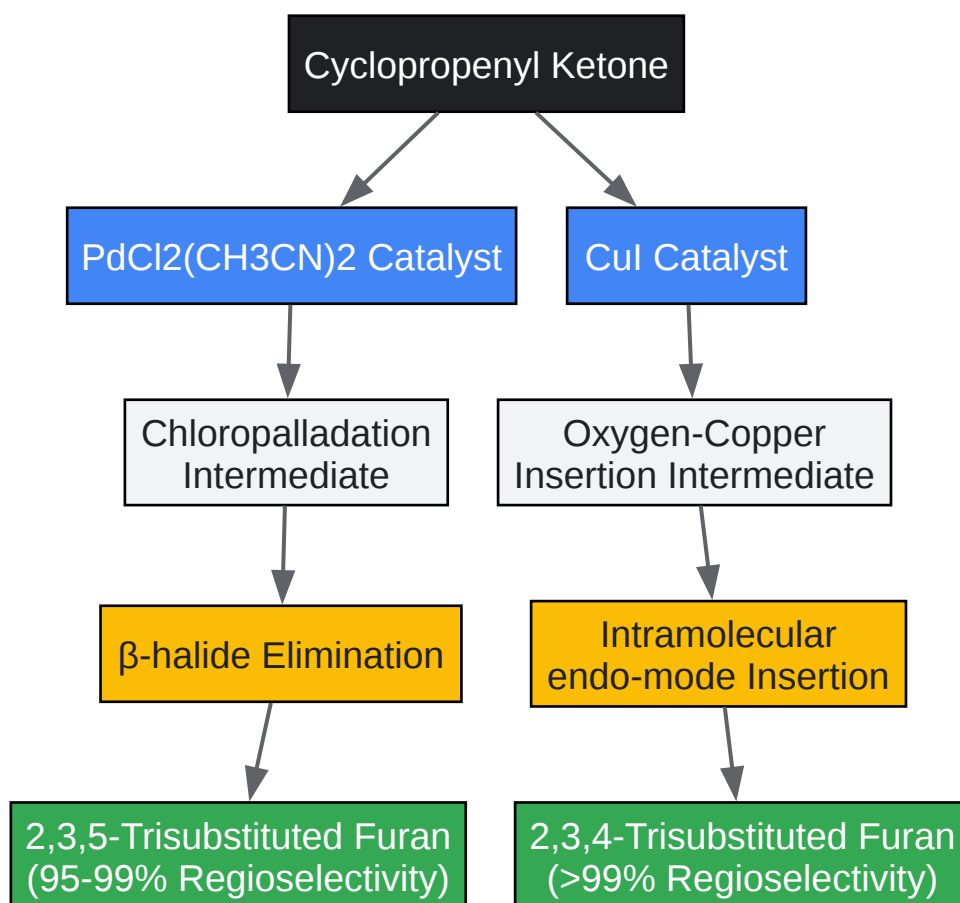 Cyclopropenyl Ketone
PdCl2(CH3CN)2 Catalyst
CuI Catalyst
Chloropalladation
Intermediate
Oxygen-Copper
Insertion Intermediate
β-halide Elimination
Intramolecular
endo-mode Insertion
2,3,5-Trisubstituted Furan
(95-99% Regioselectivity)
2,3,4-Trisubstituted Furan
(>99% Regioselectivity)